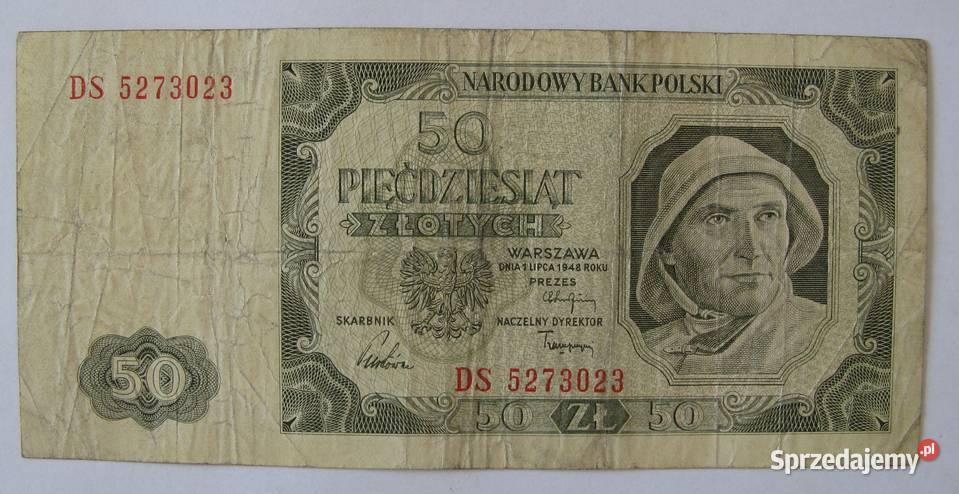 DS 5273023
NARODOWY BANK POLSKI
50
PIĘĆDZIESIĄT
ZŁOTYCH
WARSZAWA
DNIA 1 LIPCA 1948 ROKU
PREZES
SKARBNIK
NACZELNY DYREKTOR
DS 5273023
50
50 ZŁ 50
Sprzedajemy.pl